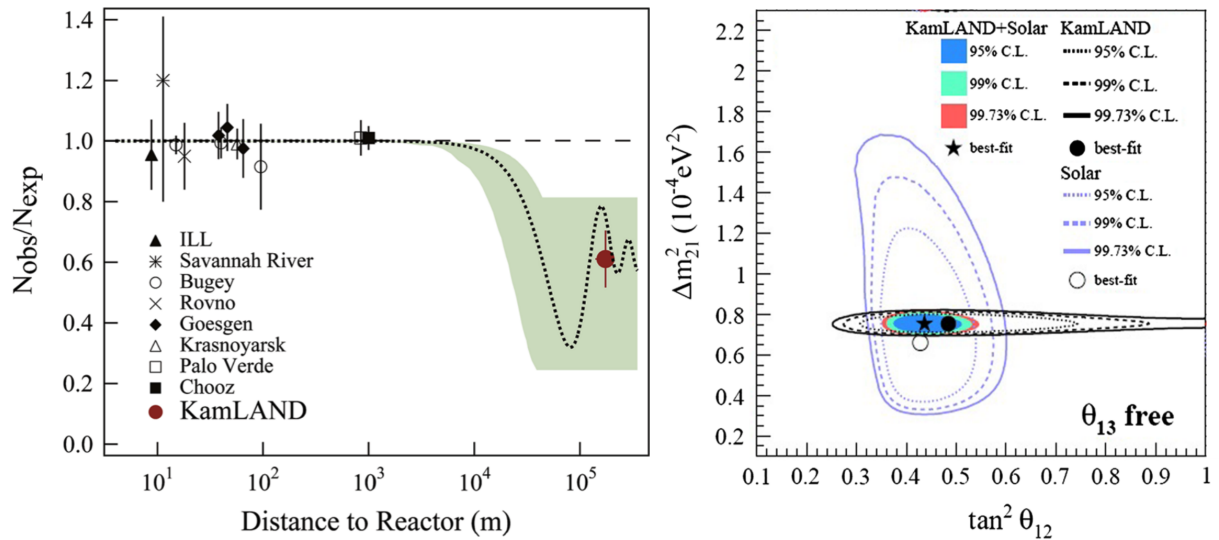 1.4
1.2
1.0
0.8
0.6
0.4
0.2
0.0
Nobs/Nexp
ILL
Savannah River
Bugey
Rovno
Goesgen
Krasnoyarsk
Palo Verde
Chooz
KamLAND
10¹ 10² 10³ 10⁴ 10⁵
Distance to Reactor (m)
2.2
2
1.8
1.6
1.4
1.2
1
0.8
0.6
0.4
0.2
Δm²₂₁ (10⁻⁴eV²)
KamLAND+Solar KamLAND
95% C.L. 95% C.L.
99% C.L. 99% C.L.
99.73% C.L. 99.73% C.L.
best-fit best-fit
Solar
95% C.L.
99% C.L.
99.73% C.L.
best-fit
θ₁₃ free
0.1 0.2 0.3 0.4 0.5 0.6 0.7 0.8 0.9 1
tan² θ₁₂